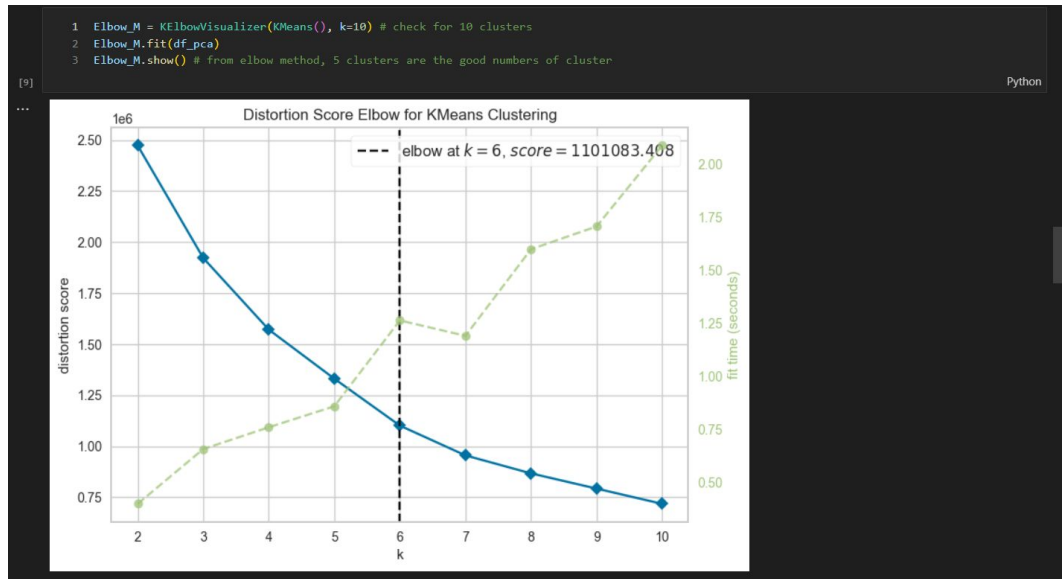 1 Elbow_M = KElbowVisualizer(KMeans(), k=10) # check for 10 clusters
2 Elbow_M.fit(df_pca)
3 Elbow_M.show() # from elbow method, 5 clusters are the good numbers of cluster
[9]
Python
...
Distortion Score Elbow for KMeans Clustering
1e6
elbow at k = 6, score = 1101083.408
2.50
2.25
2.00
1.75
1.50
1.25
1.00
0.75
distortion score
2.00
1.75
1.50
1.25
1.00
0.75
0.50
fit time (seconds)
2 3 4 5 6 7 8 9 10
k